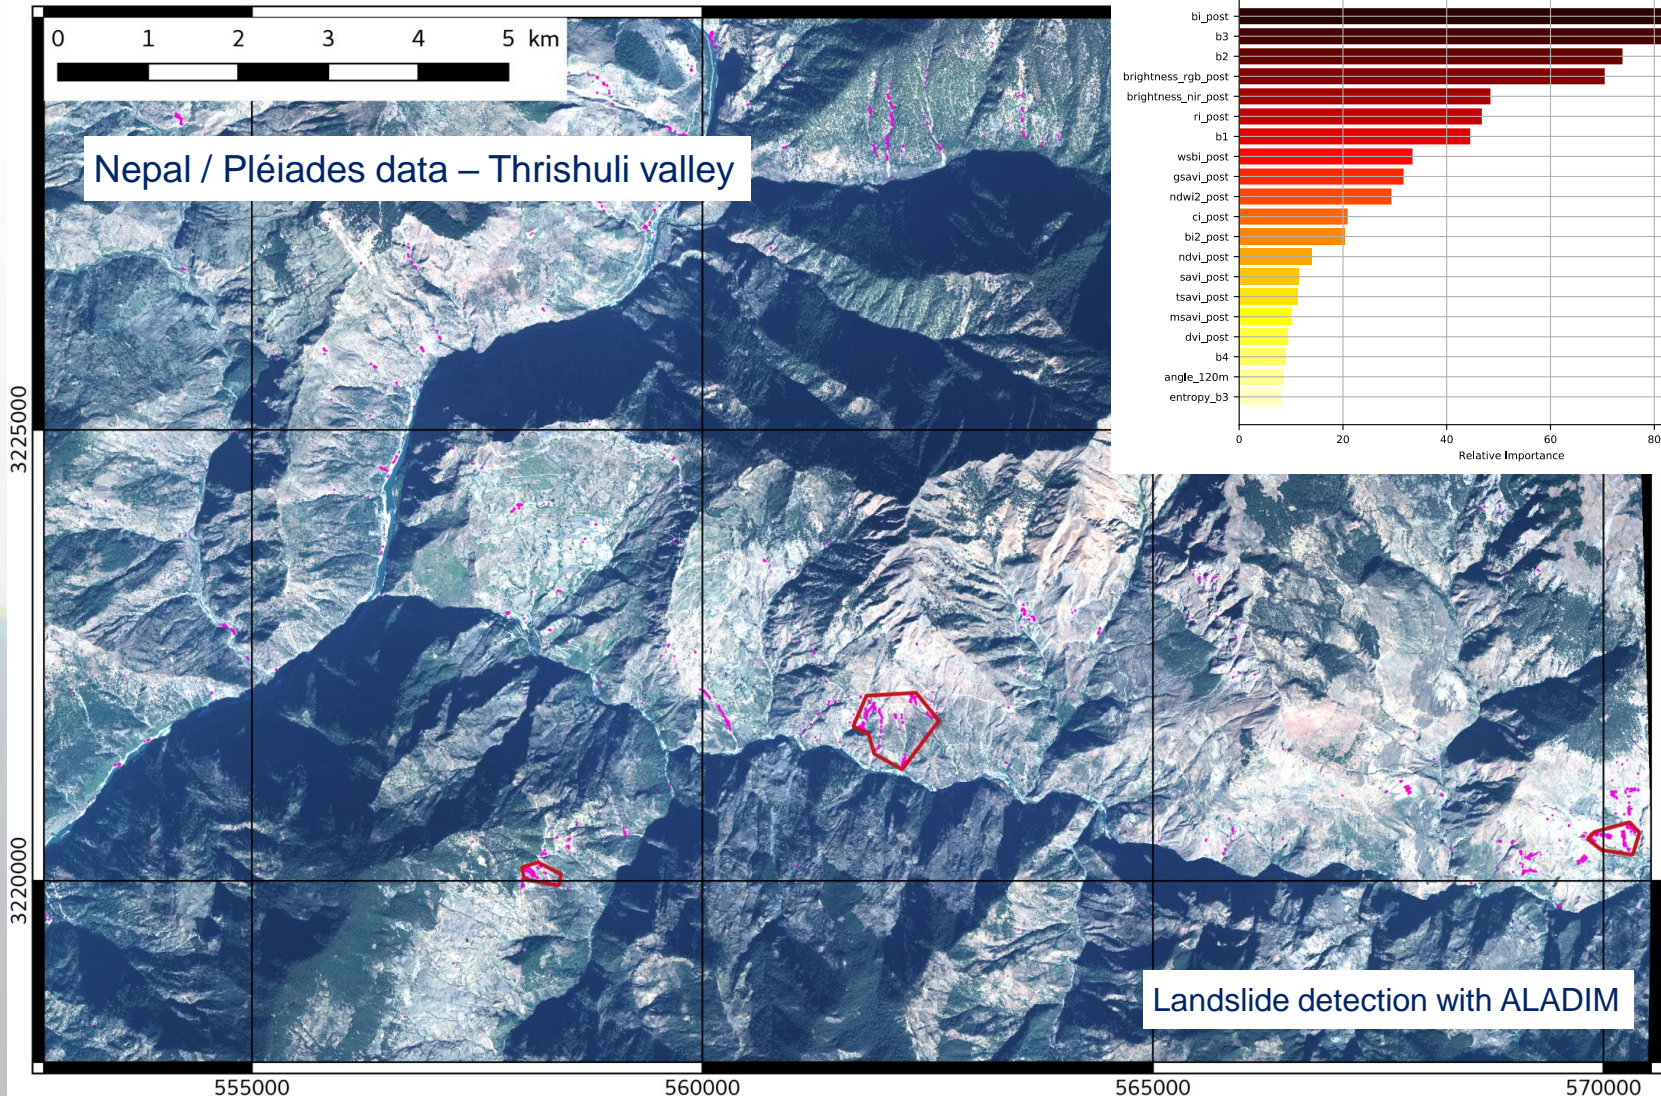 0 1 2 3 4 5 km
Nepal / Pléiades data – Thrishuli valley
bi_post
b3
b2
brightness_rgb_post
brightness_nir_post
ri_post
b1
wsbi_post
gsavi_post
ndwi2_post
ci_post
bi2_post
ndvi_post
savi_post
tsavi_post
msavi_post
dvi_post
b4
angle_120m
entropy_b3
0 20 40 60 80
Relative Importance
3225000
3220000
Landslide detection with ALADIM
555000 560000 565000 570000